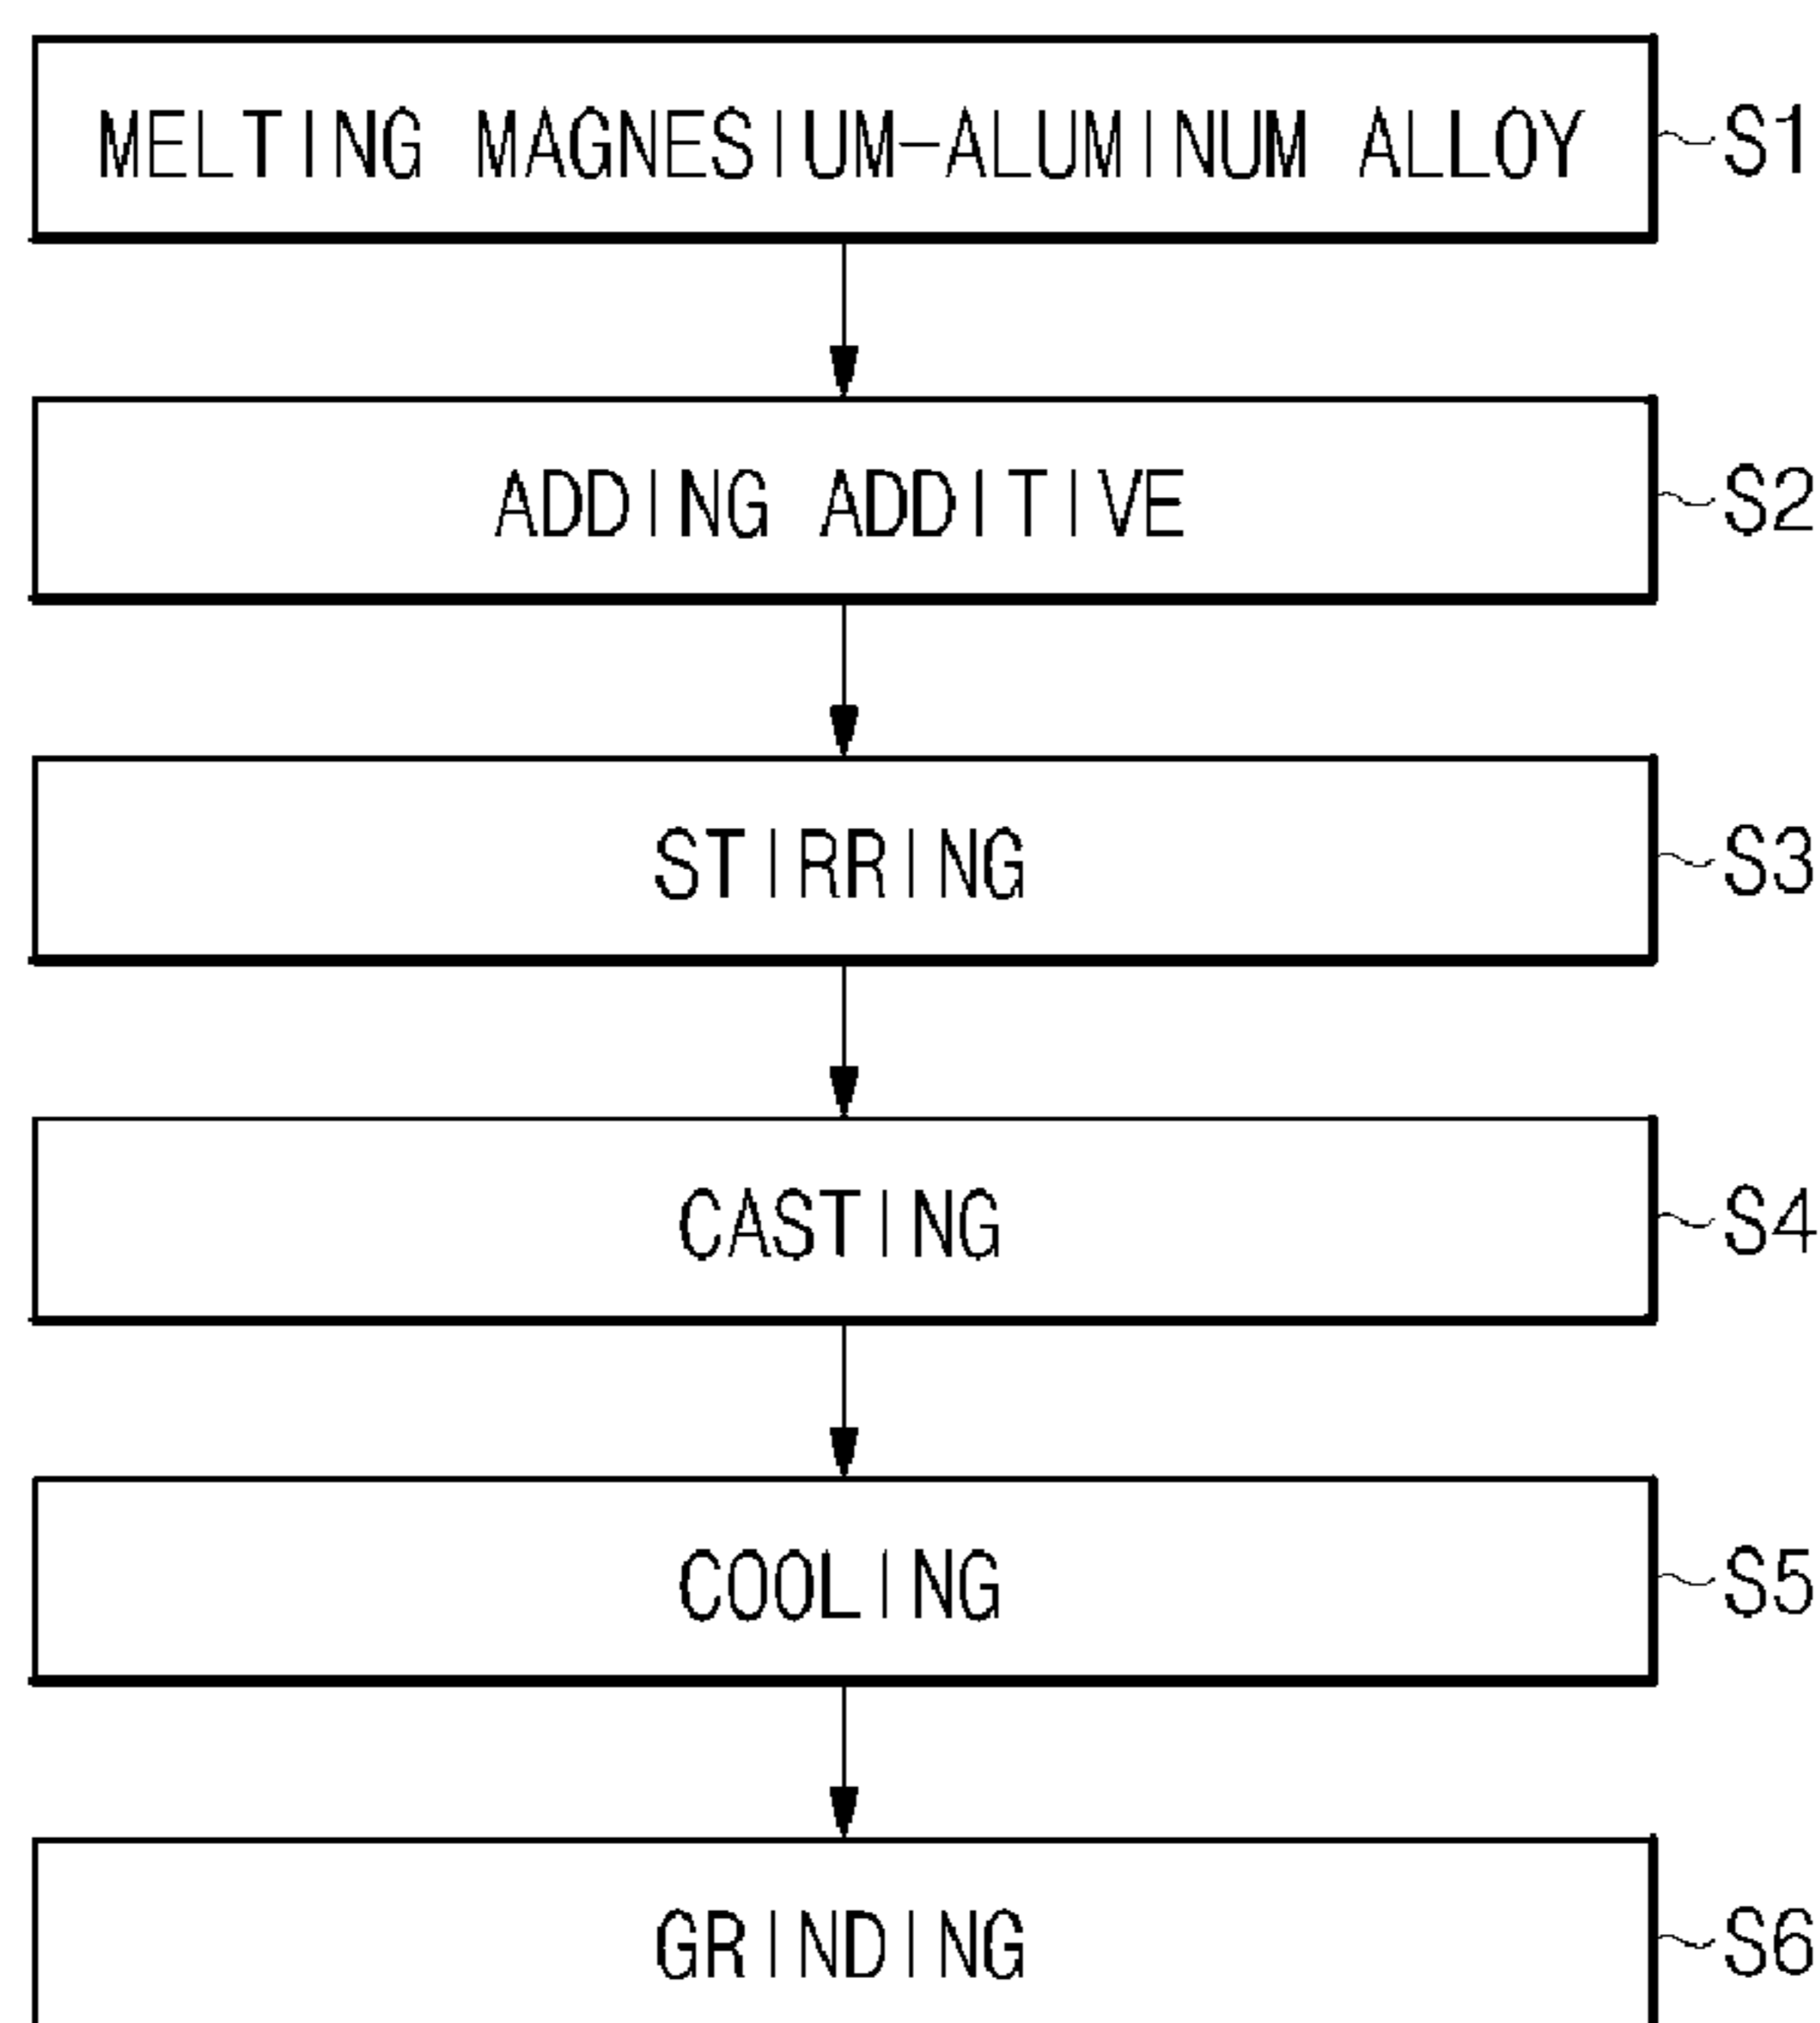 MELTING MAGNESIUM-ALUMINUM ALLOY S1
ADDING ADDITIVE S2
STIRRING S3
CASTING S4
COOLING S5
GRINDING S6